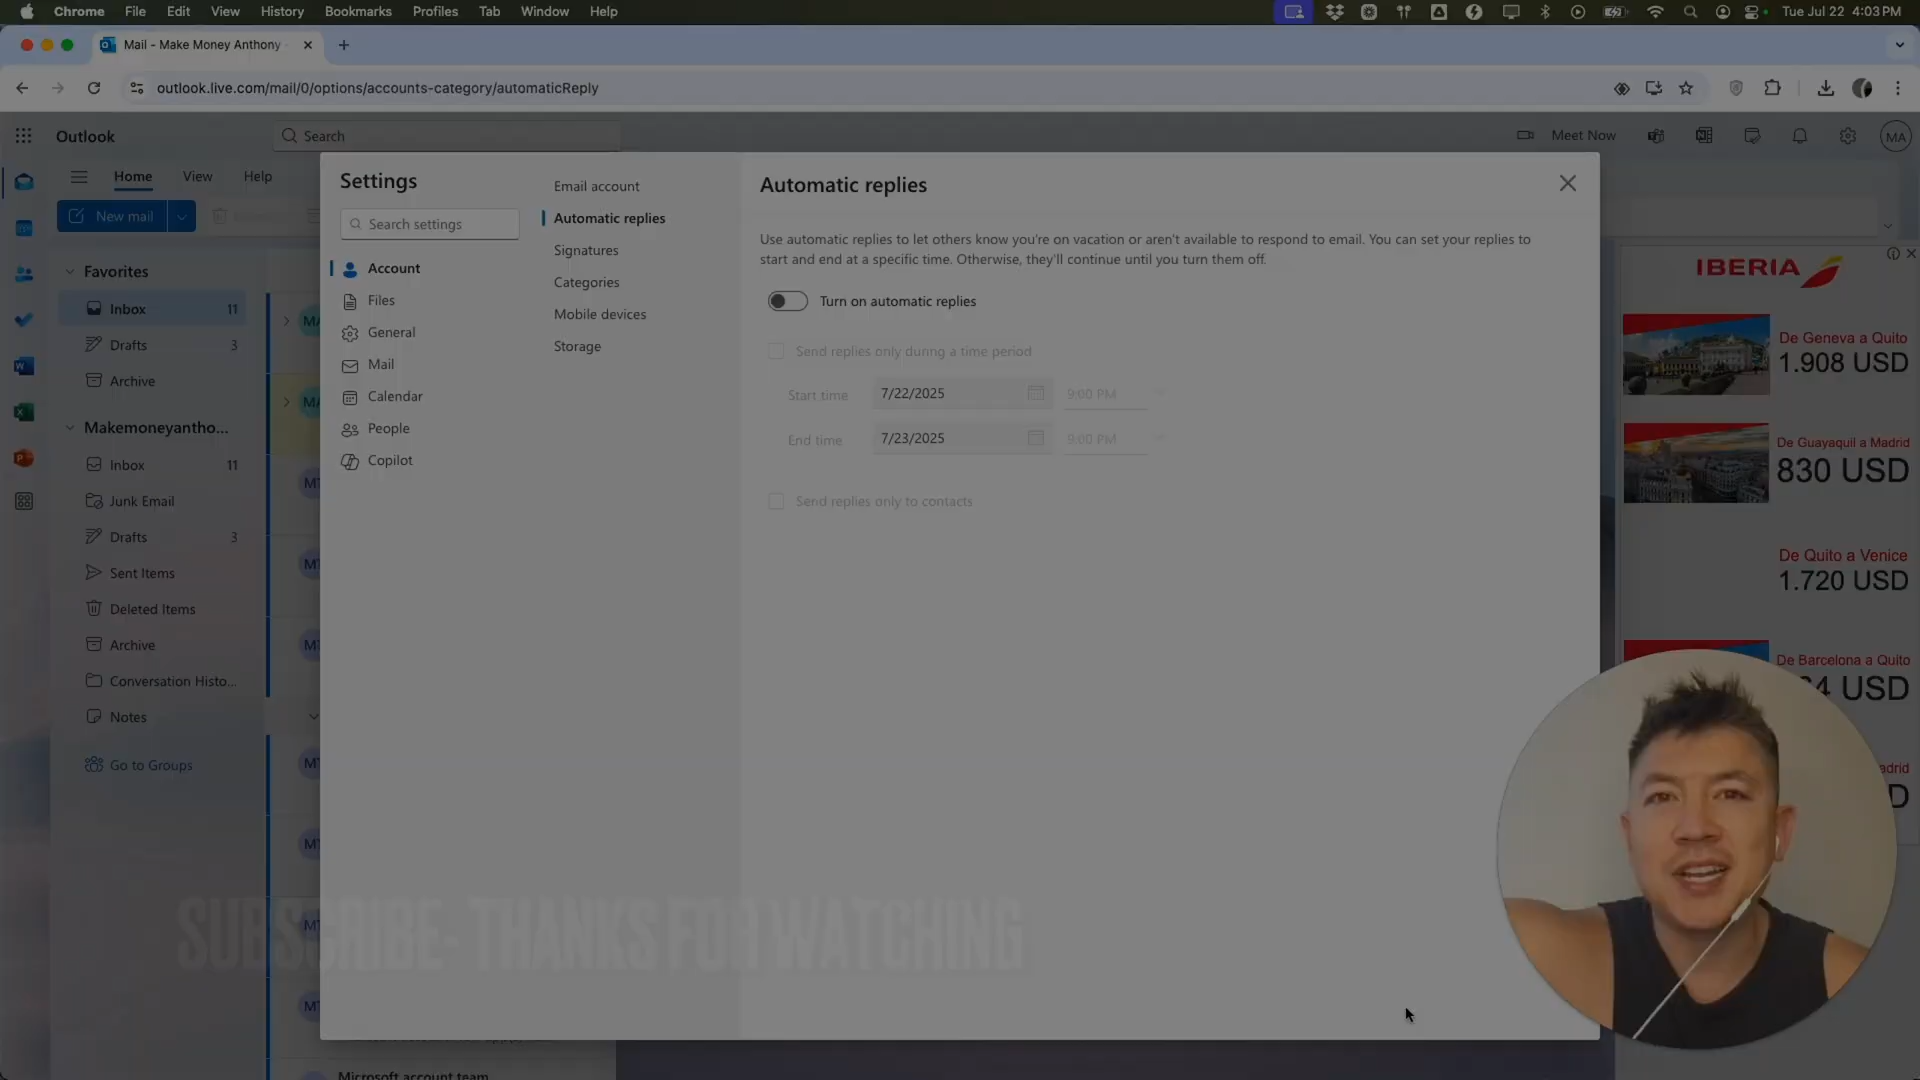 Chrome File Edit View History Bookmarks Profiles Tab Window Help
Tue Jul 22 4:03 PM
Mail - Make Money Anthony
outlook.live.com/mail/0/options/accounts-category/automaticReply
Outlook
Search
Meet Now
MA
Home View Help
New mail
Favorites
Inbox 11
Drafts 3
Archive
Makemoneyantho...
Inbox 11
Junk Email
Drafts 3
Sent Items
Deleted Items
Archive
Conversation Histo...
Notes
Go to Groups
Settings
Search settings
Account
Files
General
Mail
Calendar
People
Copilot
Email account
Automatic replies
Signatures
Categories
Mobile devices
Storage
Automatic replies
Use automatic replies to let others know you're on vacation or aren't available to respond to email. You can set your replies to
start and end at a specific time. Otherwise, they'll continue until you turn them off.
Turn on automatic replies
Send replies only during a time period
Start time 7/22/2025 9:00 PM
End time 7/23/2025 9:00 PM
Send replies only to contacts
IBERIA
De Geneva a Quito
1.908 USD
De Guayaquil a Madrid
830 USD
De Quito a Venice
1.720 USD
De Barcelona a Quito
4 USD
adrid
D
SUBSCRIBE- THANKS FOR WATCHING
Microsoft account team